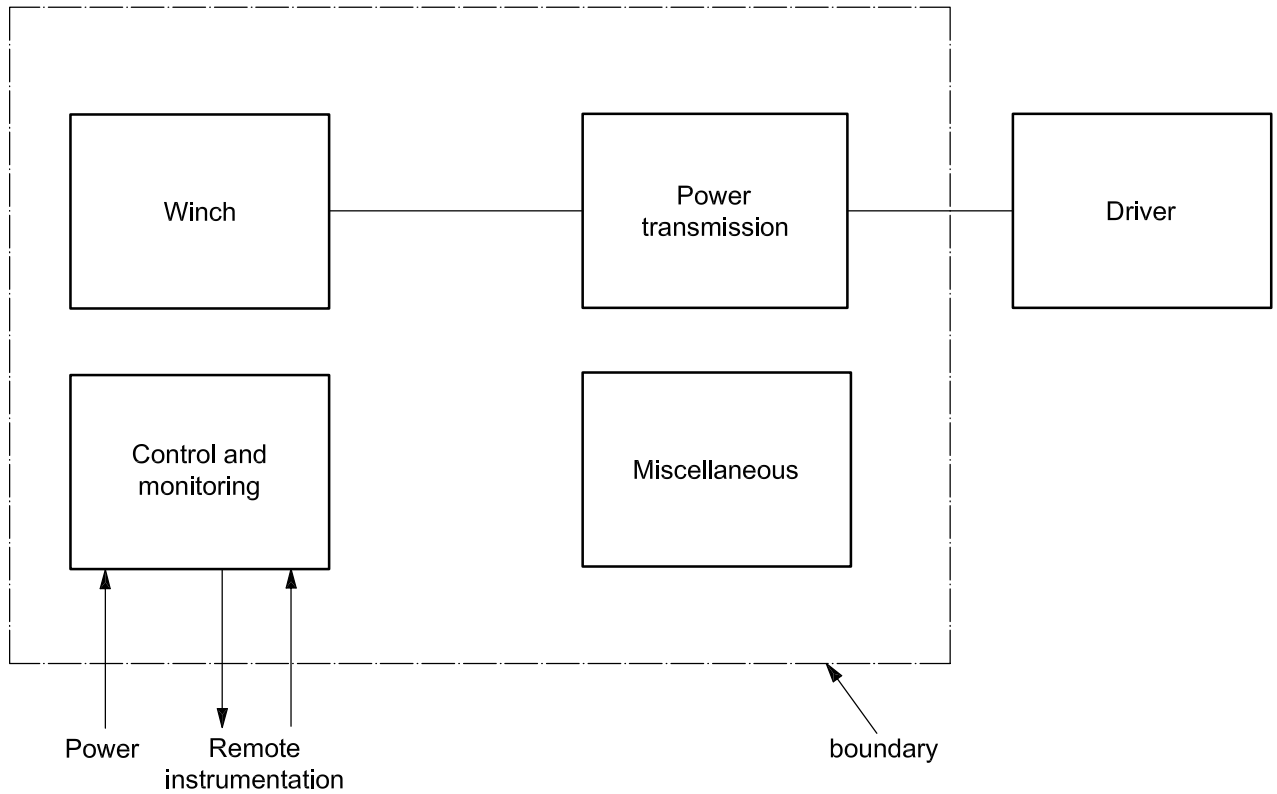 Winch
Power
transmission
Driver
Control and
monitoring
Miscellaneous
Power
Remote
instrumentation
boundary